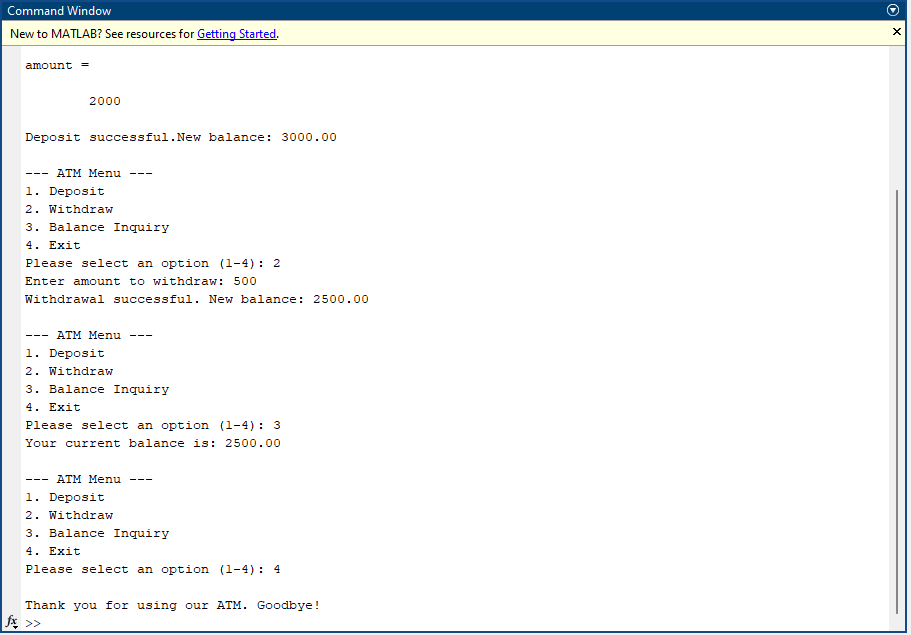 Command Window
New to MATLAB? See resources for Getting Started.
amount =
2000
Deposit successful.New balance: 3000.00
--- ATM Menu ---
1. Deposit
2. Withdraw
3. Balance Inquiry
4. Exit
Please select an option (1-4): 2
Enter amount to withdraw: 500
Withdrawal successful. New balance: 2500.00
--- ATM Menu ---
1. Deposit
2. Withdraw
3. Balance Inquiry
4. Exit
Please select an option (1-4): 3
Your current balance is: 2500.00
--- ATM Menu ---
1. Deposit
2. Withdraw
3. Balance Inquiry
4. Exit
Please select an option (1-4): 4
Thank you for using our ATM. Goodbye!
fx >>